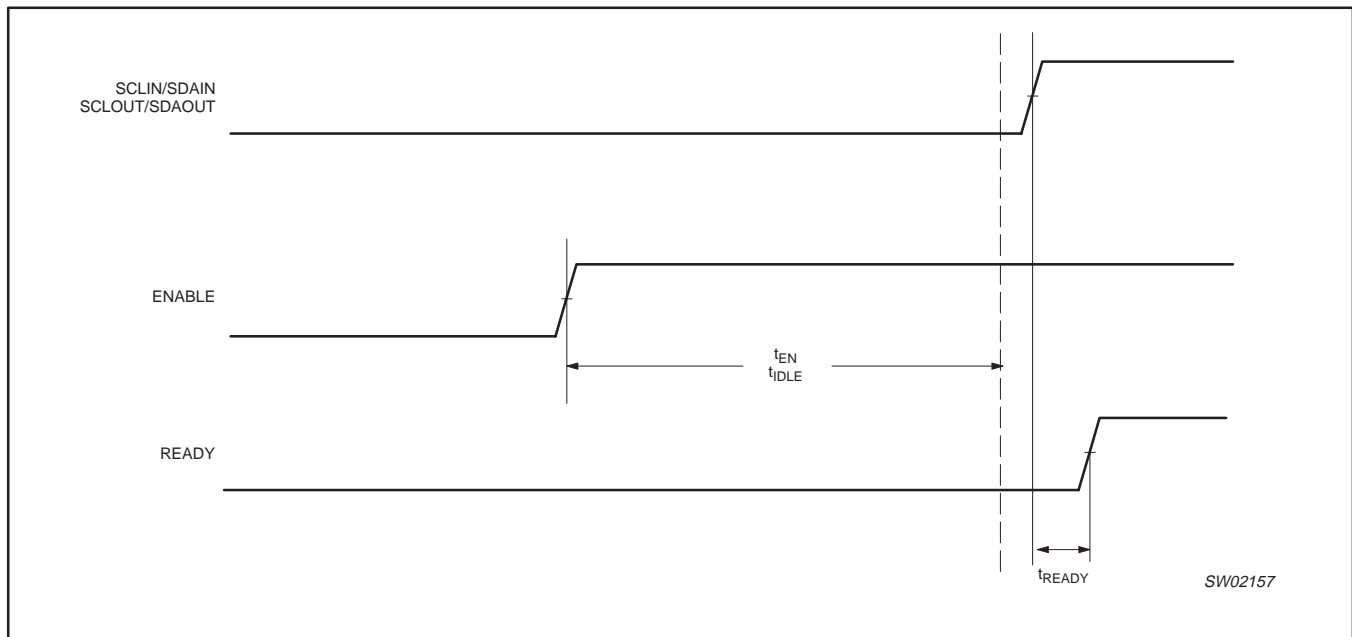 SCLIN/SDAIN
SCLOUT/SDAOUT
ENABLE
tEN
tIDLE
READY
tREADY
SW02157